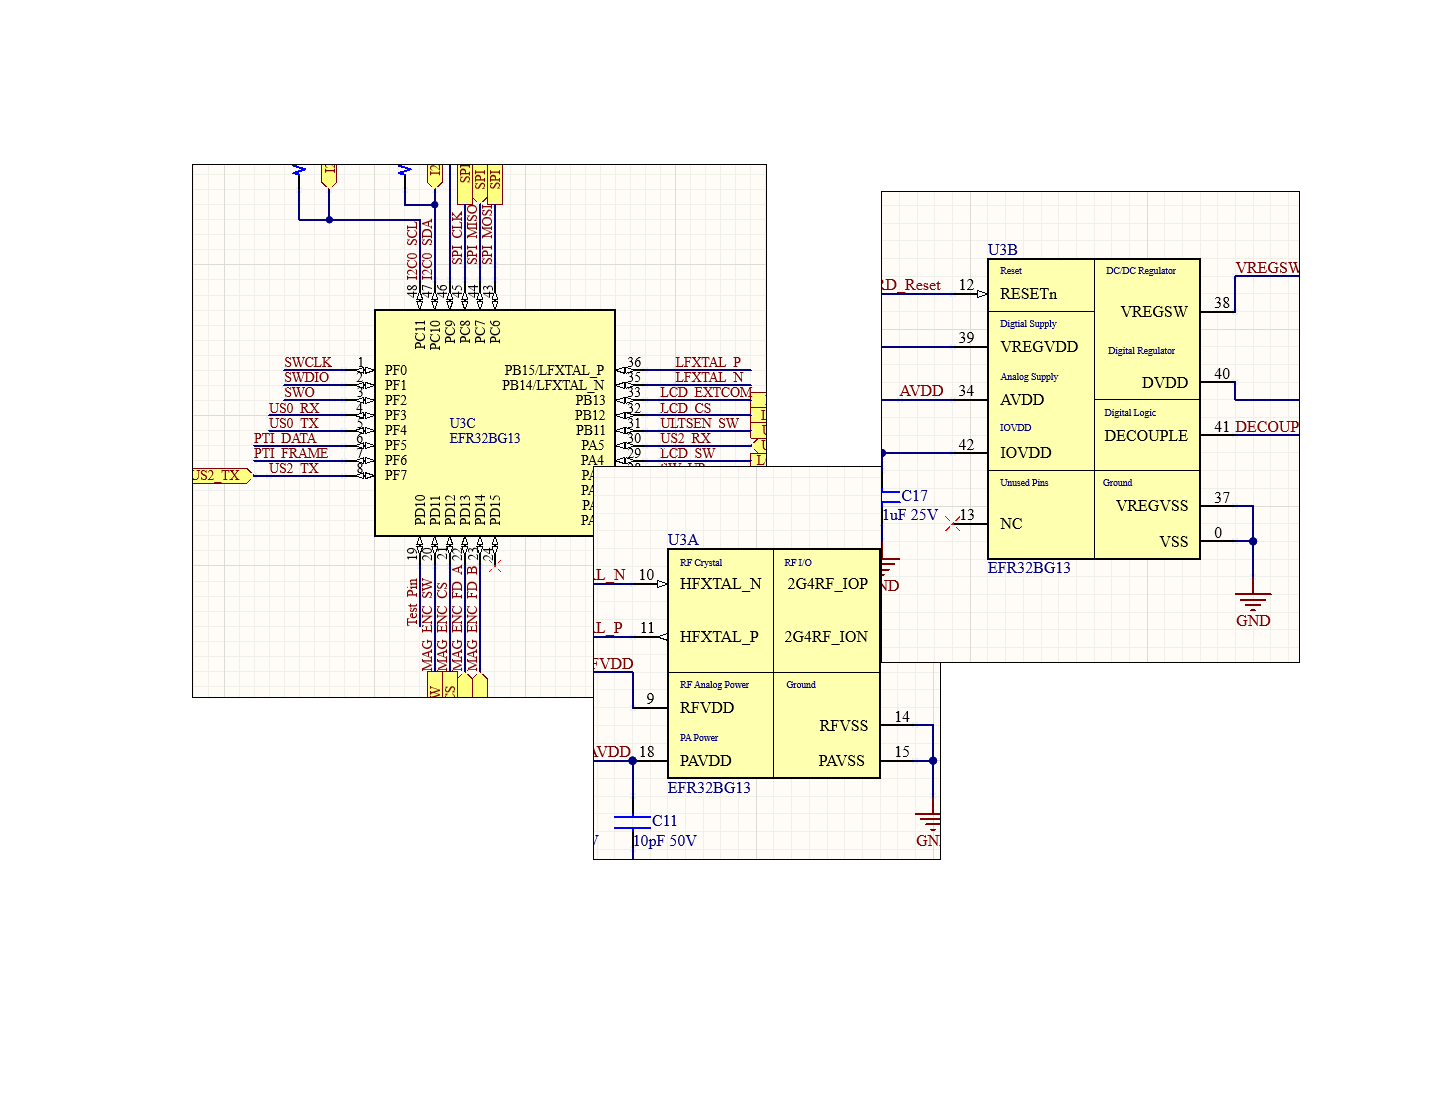 I2C0_SCL
I2C0_SDA
SPI_CLK
SPI_MISO
SPI_MOSI
SPI
SPI
SPI
48
47
46
45
44
43
PC11
PC10
PC9
PC8
PC7
PC6
SWCLK 1 PF0
SWDIO 2 PF1
SWO 3 PF2
US0_RX 4 PF3
US0_TX 5 PF4
PTI_DATA 6 PF5
PTI_FRAME 7 PF6
US2_TX US2_TX 8 PF7
U3C
EFR32BG13
PB15/LFXTAL_P 36 LFXTAL_P
PB14/LFXTAL_N 35 LFXTAL_N
PB13 33 LCD_EXTCOM
PB12 32 LCD_CS
PB11 31 ULTSEN_SW
PA5 30 US2_RX
PA4 29 LCD_SW
PA
PA
PA
PA
PD10
PD11
PD12
PD13
PD14
PD15
19
20
21
22
23
24
Test_Pin
MAG_ENC_SW
MAG_ENC_CS
MAG_ENC_FD_A
MAG_ENC_FD_B
U3A
RF Crystal RF I/O
L_N 10 HFXTAL_N 2G4RF_IOP
L_P 11 HFXTAL_P 2G4RF_ION
FVDD
RF Analog Power Ground
9 RFVDD
RFVSS 14
PA Power
AVDD 18 PAVDD PAVSS 15
EFR32BG13
C11
10pF 50V
GN
U3B
Reset DC/DC Regulator
VREGSW
RD_Reset 12 RESETn
VREGSW 38
Digtial Supply
39 VREGVDD
Digital Regulator
Analog Supply
DVDD 40
AVDD 34 AVDD
Digital Logic
IOVDD
DECOUPLE 41 DECOUP
42 IOVDD
Unused Pins Ground
C17
1uF 25V
VREGVSS 37
13 NC
VSS 0
EFR32BG13
ND
GND